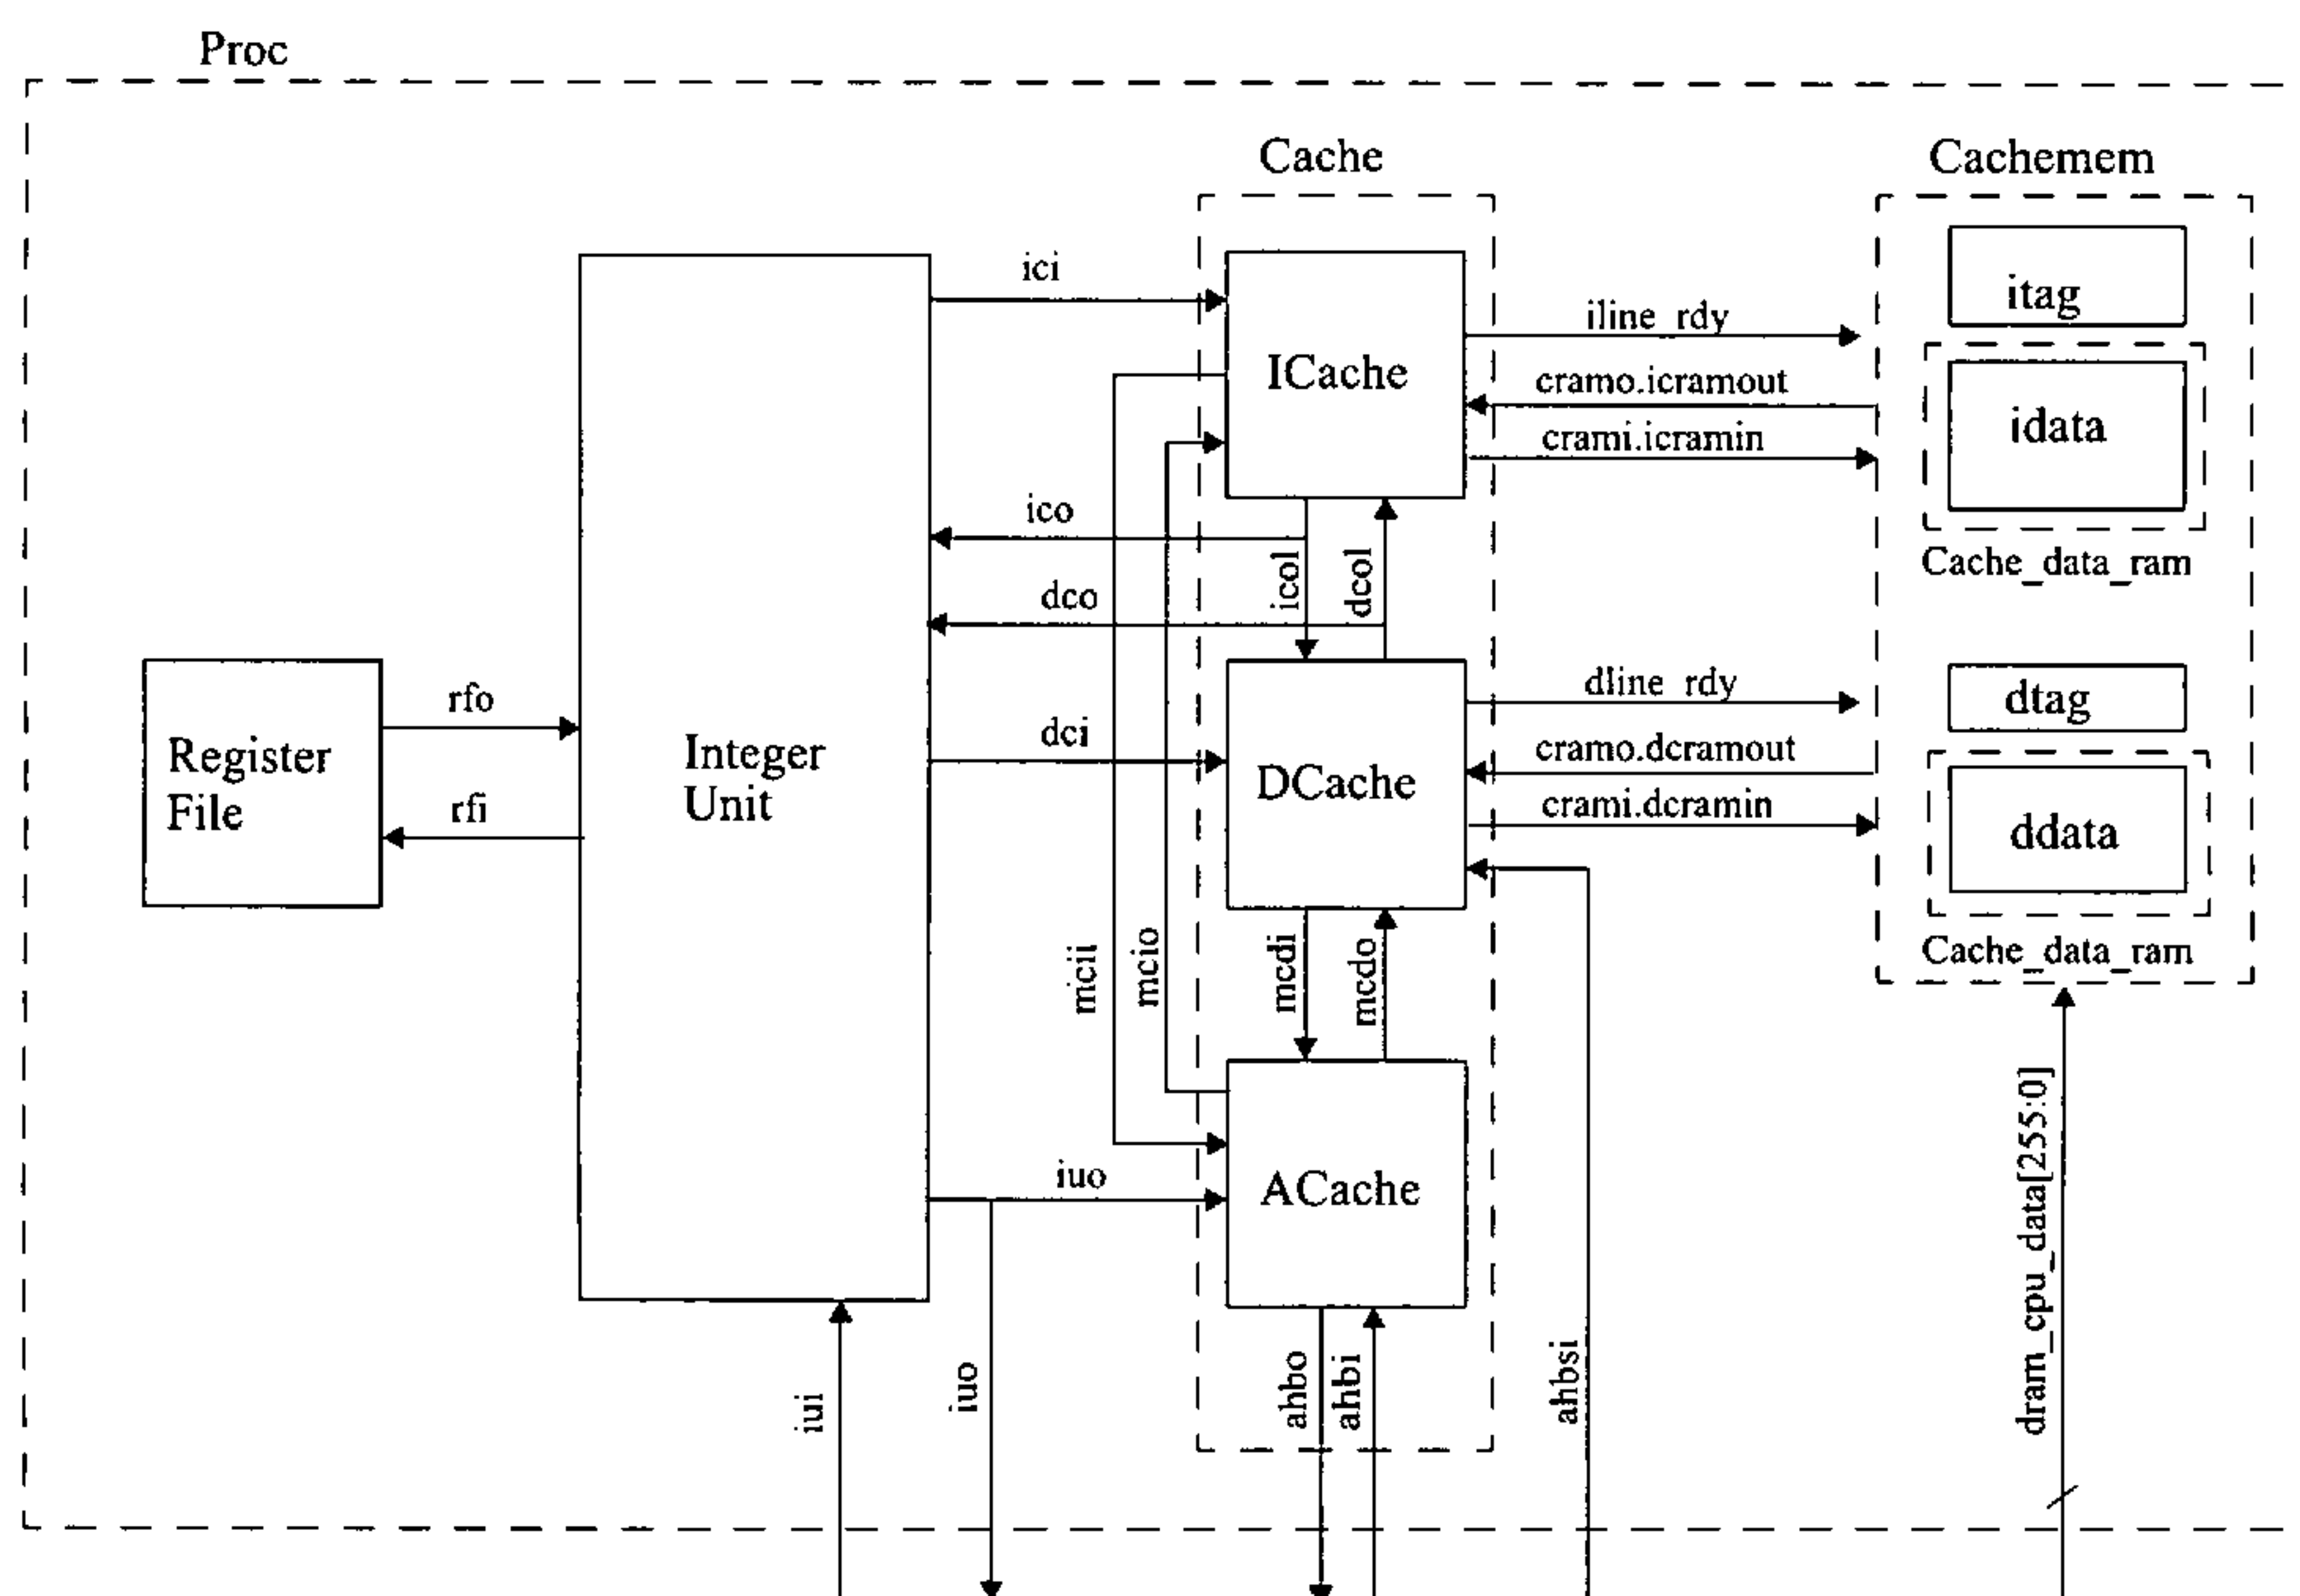 Proc
Cache
Cachemem
ici
itag
iline_rdy
ICache
cramo.icramout
idata
crami.icramin
ico
icol
dcol
Cache_data_ram
dco
rfo
dline_rdy
dtag
Register
File
Integer
Unit
dci
cramo.dcramout
DCache
rfi
crami.dcramin
ddata
mcii
mcio
mcdi
mcdo
Cache_data_ram
iuo
ACache
dram_cpu_data[255:0]
iui
iuo
ahbo
ahbi
ahbsi